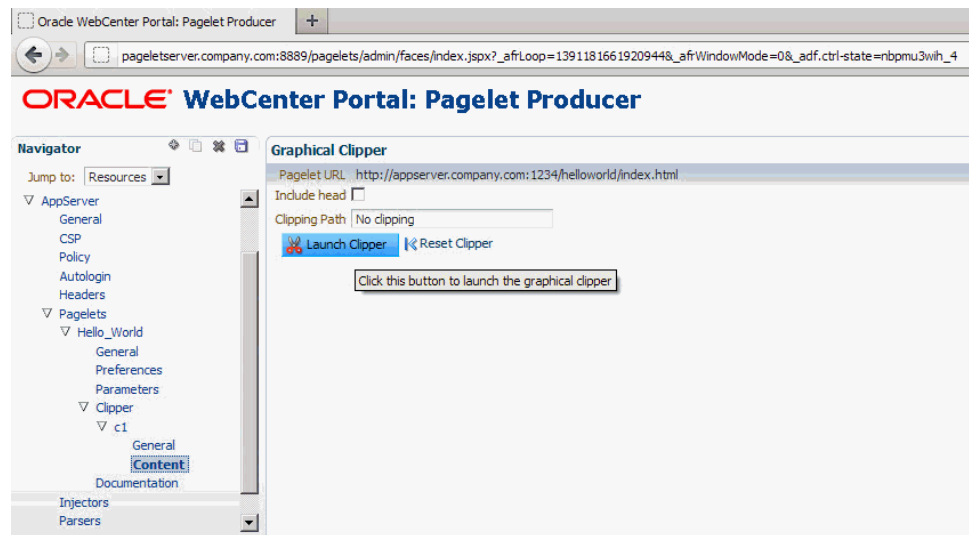 Oracle WebCenter Portal: Pagelet Producer
pageletserver.company.com:8889/pagelets/admin/faces/index.jspx?_afrLoop=13911816619209448&_afrWindowMode=0&_adf.ctrl-state=nbpmu3wih_4
ORACLE WebCenter Portal: Pagelet Producer
Navigator
Jump to: Resources
AppServer
General
CSP
Policy
Autologin
Headers
Pagelets
Hello_World
General
Preferences
Parameters
Clipper
c1
General
Content
Documentation
Injectors
Parsers
Graphical Clipper
Pagelet URL http://appserver.company.com:1234/helloworld/index.html
Include head
Clipping Path No clipping
Launch Clipper Reset Clipper
Click this button to launch the graphical clipper